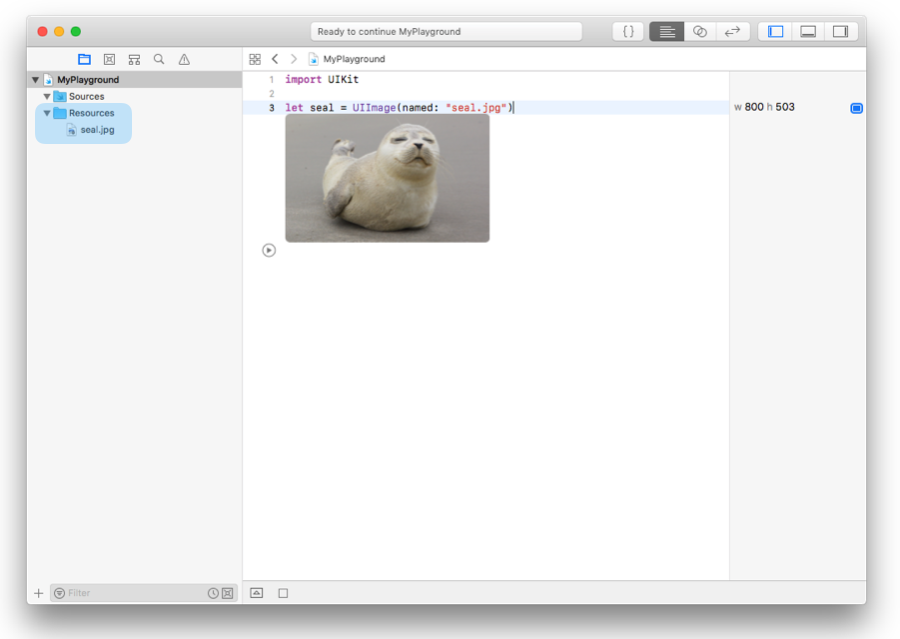 Ready to continue MyPlayground
{}
MyPlayground
MyPlayground
Sources
Resources
seal.jpg
1 import UIKit
2
3 let seal = UIImage(named: "seal.jpg")
w 800 h 503
Filter